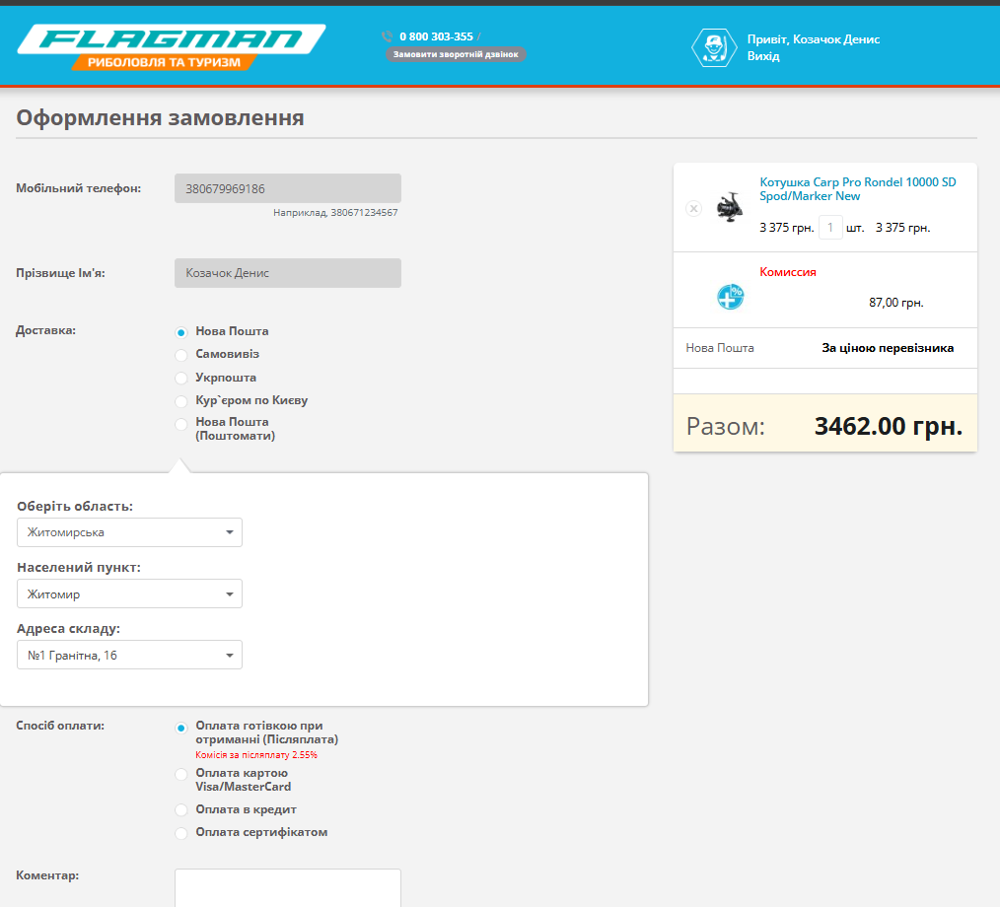 FLAGMAN
РИБОЛОВЛЯ ТА ТУРИЗМ
0 800 303-355 /
Замовити зворотній дзвінок
Привіт, Козачок Денис
Вихід
Оформлення замовлення
Мобільний телефон:
380679969186
Наприклад, 380671234567
Прізвище Ім'я:
Козачок Денис
Доставка:
Нова Пошта
Самовивіз
Укрпошта
Кур`єром по Києву
Нова Пошта
(Поштомати)
Оберіть область:
Житомирська
Населений пункт:
Житомир
Адреса складу:
№1 Гранітна, 16
Спосіб оплати:
Оплата готівкою при
отриманні (Післяплата)
Комісія за післяплату 2,55%
Оплата картою
Visa/MasterCard
Оплата в кредит
Оплата сертифікатом
Коментар:
Котушка Carp Pro Rondel 10000 SD
Spod/Marker New
3 375 грн. 1 шт. 3 375 грн.
Комиссия
%
87,00 грн.
Нова Пошта За ціною перевізника
Разом: 3462.00 грн.